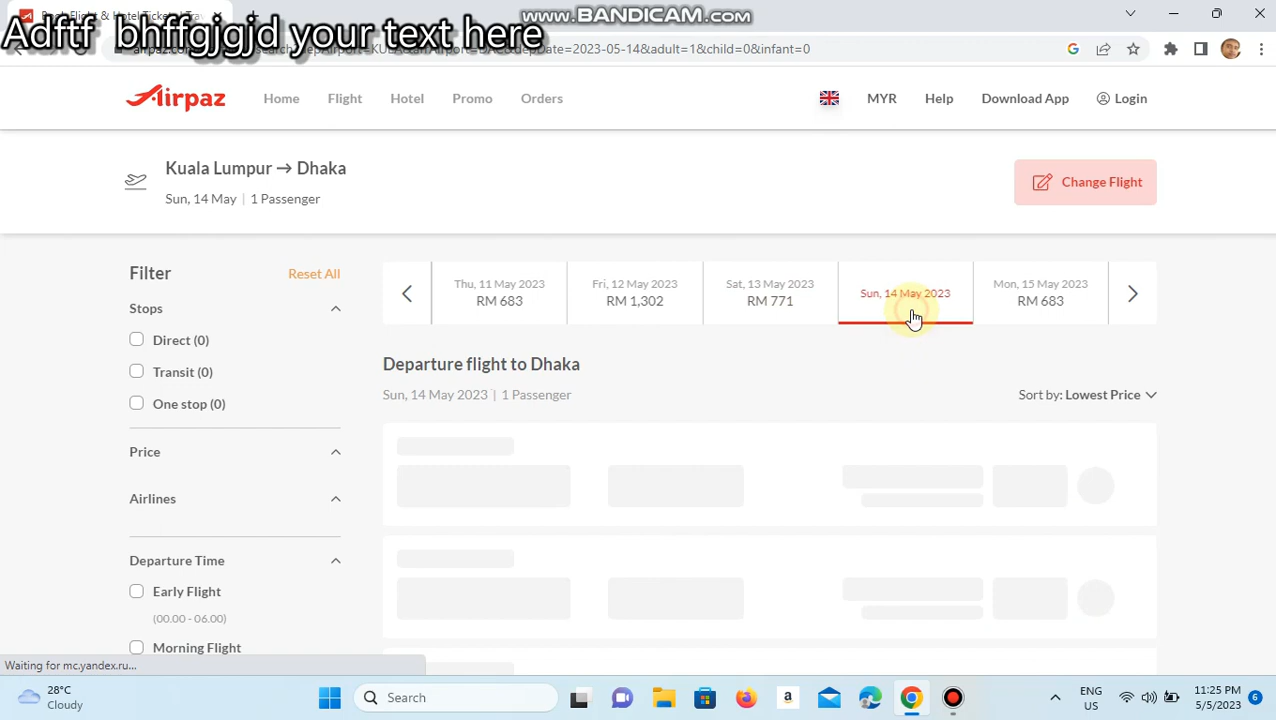 www.BANDICAM.com
Adftf bhffgjgjd your text here
Airpaz
Home
Flight
Hotel
Promo
Orders
MYR
Help
Download App
Login
Kuala Lumpur → Dhaka
Sun, 14 May | 1 Passenger
Change Flight
Filter
Reset All
Stops
Direct (0)
Transit (0)
One stop (0)
Price
Airlines
Departure Time
Early Flight
(00.00 - 06.00)
Morning Flight
Thu, 11 May 2023
RM 683
Fri, 12 May 2023
RM 1,302
Sat, 13 May 2023
RM 771
Sun, 14 May 2023
Mon, 15 May 2023
RM 683
Departure flight to Dhaka
Sun, 14 May 2023 | 1 Passenger
Sort by: Lowest Price
Waiting for mc.yandex.ru...
28°C
Cloudy
Search
ENG
US
11:25 PM
5/5/2023
6